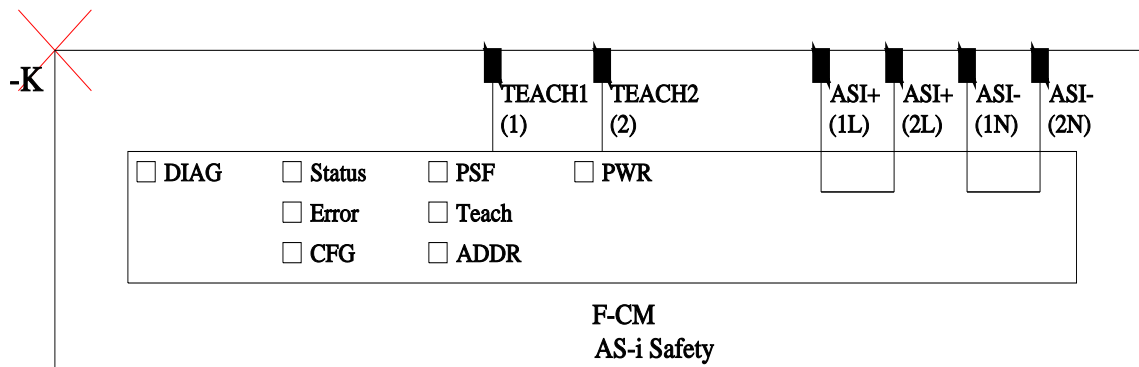 -K
TEACH1 TEACH2 ASI+ ASI+ ASI- ASI-
(1) (2) (1L) (2L) (1N) (2N)
DIAG Status PSF PWR
Error Teach
CFG ADDR
F-CM
AS-i Safety